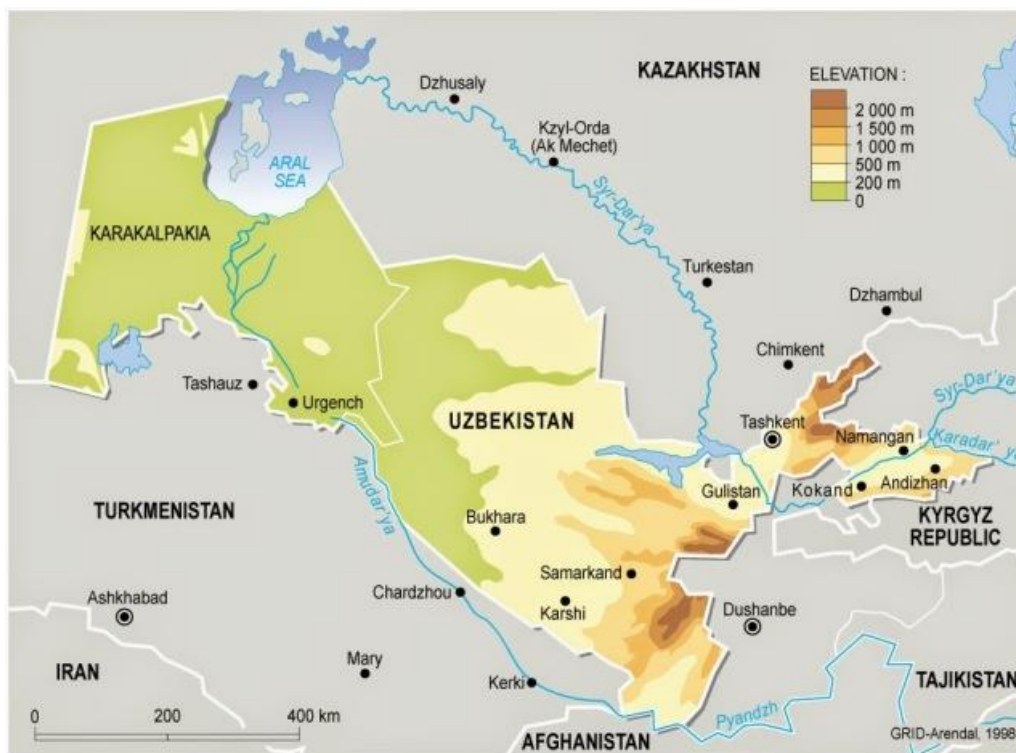 KAZAKHSTAN
ELEVATION :
2 000 m
1 500 m
1 000 m
500 m
200 m
0
Dzhusaly
Kzyl-Orda
(Ak Mechet)
ARAL
SEA
Syr-Dar'ya
KARAKALPAKIA
Turkestan
Dzhambul
Chimkent
Tashauz
Urgench
UZBEKISTAN
Tashkent
Namangan
Syr-Dar'ya
Karadar' ya
Amudar'ya
Gulistan
Kokand
Andizhan
TURKMENISTAN
Bukhara
KYRGYZ
REPUBLIC
Samarkand
Chardzhou
Karshi
Ashkhabad
Dushanbe
IRAN
Mary
Kerki
TAJIKISTAN
Pyandzh
0
200
400 km
AFGHANISTAN
GRID-Arendal, 1998